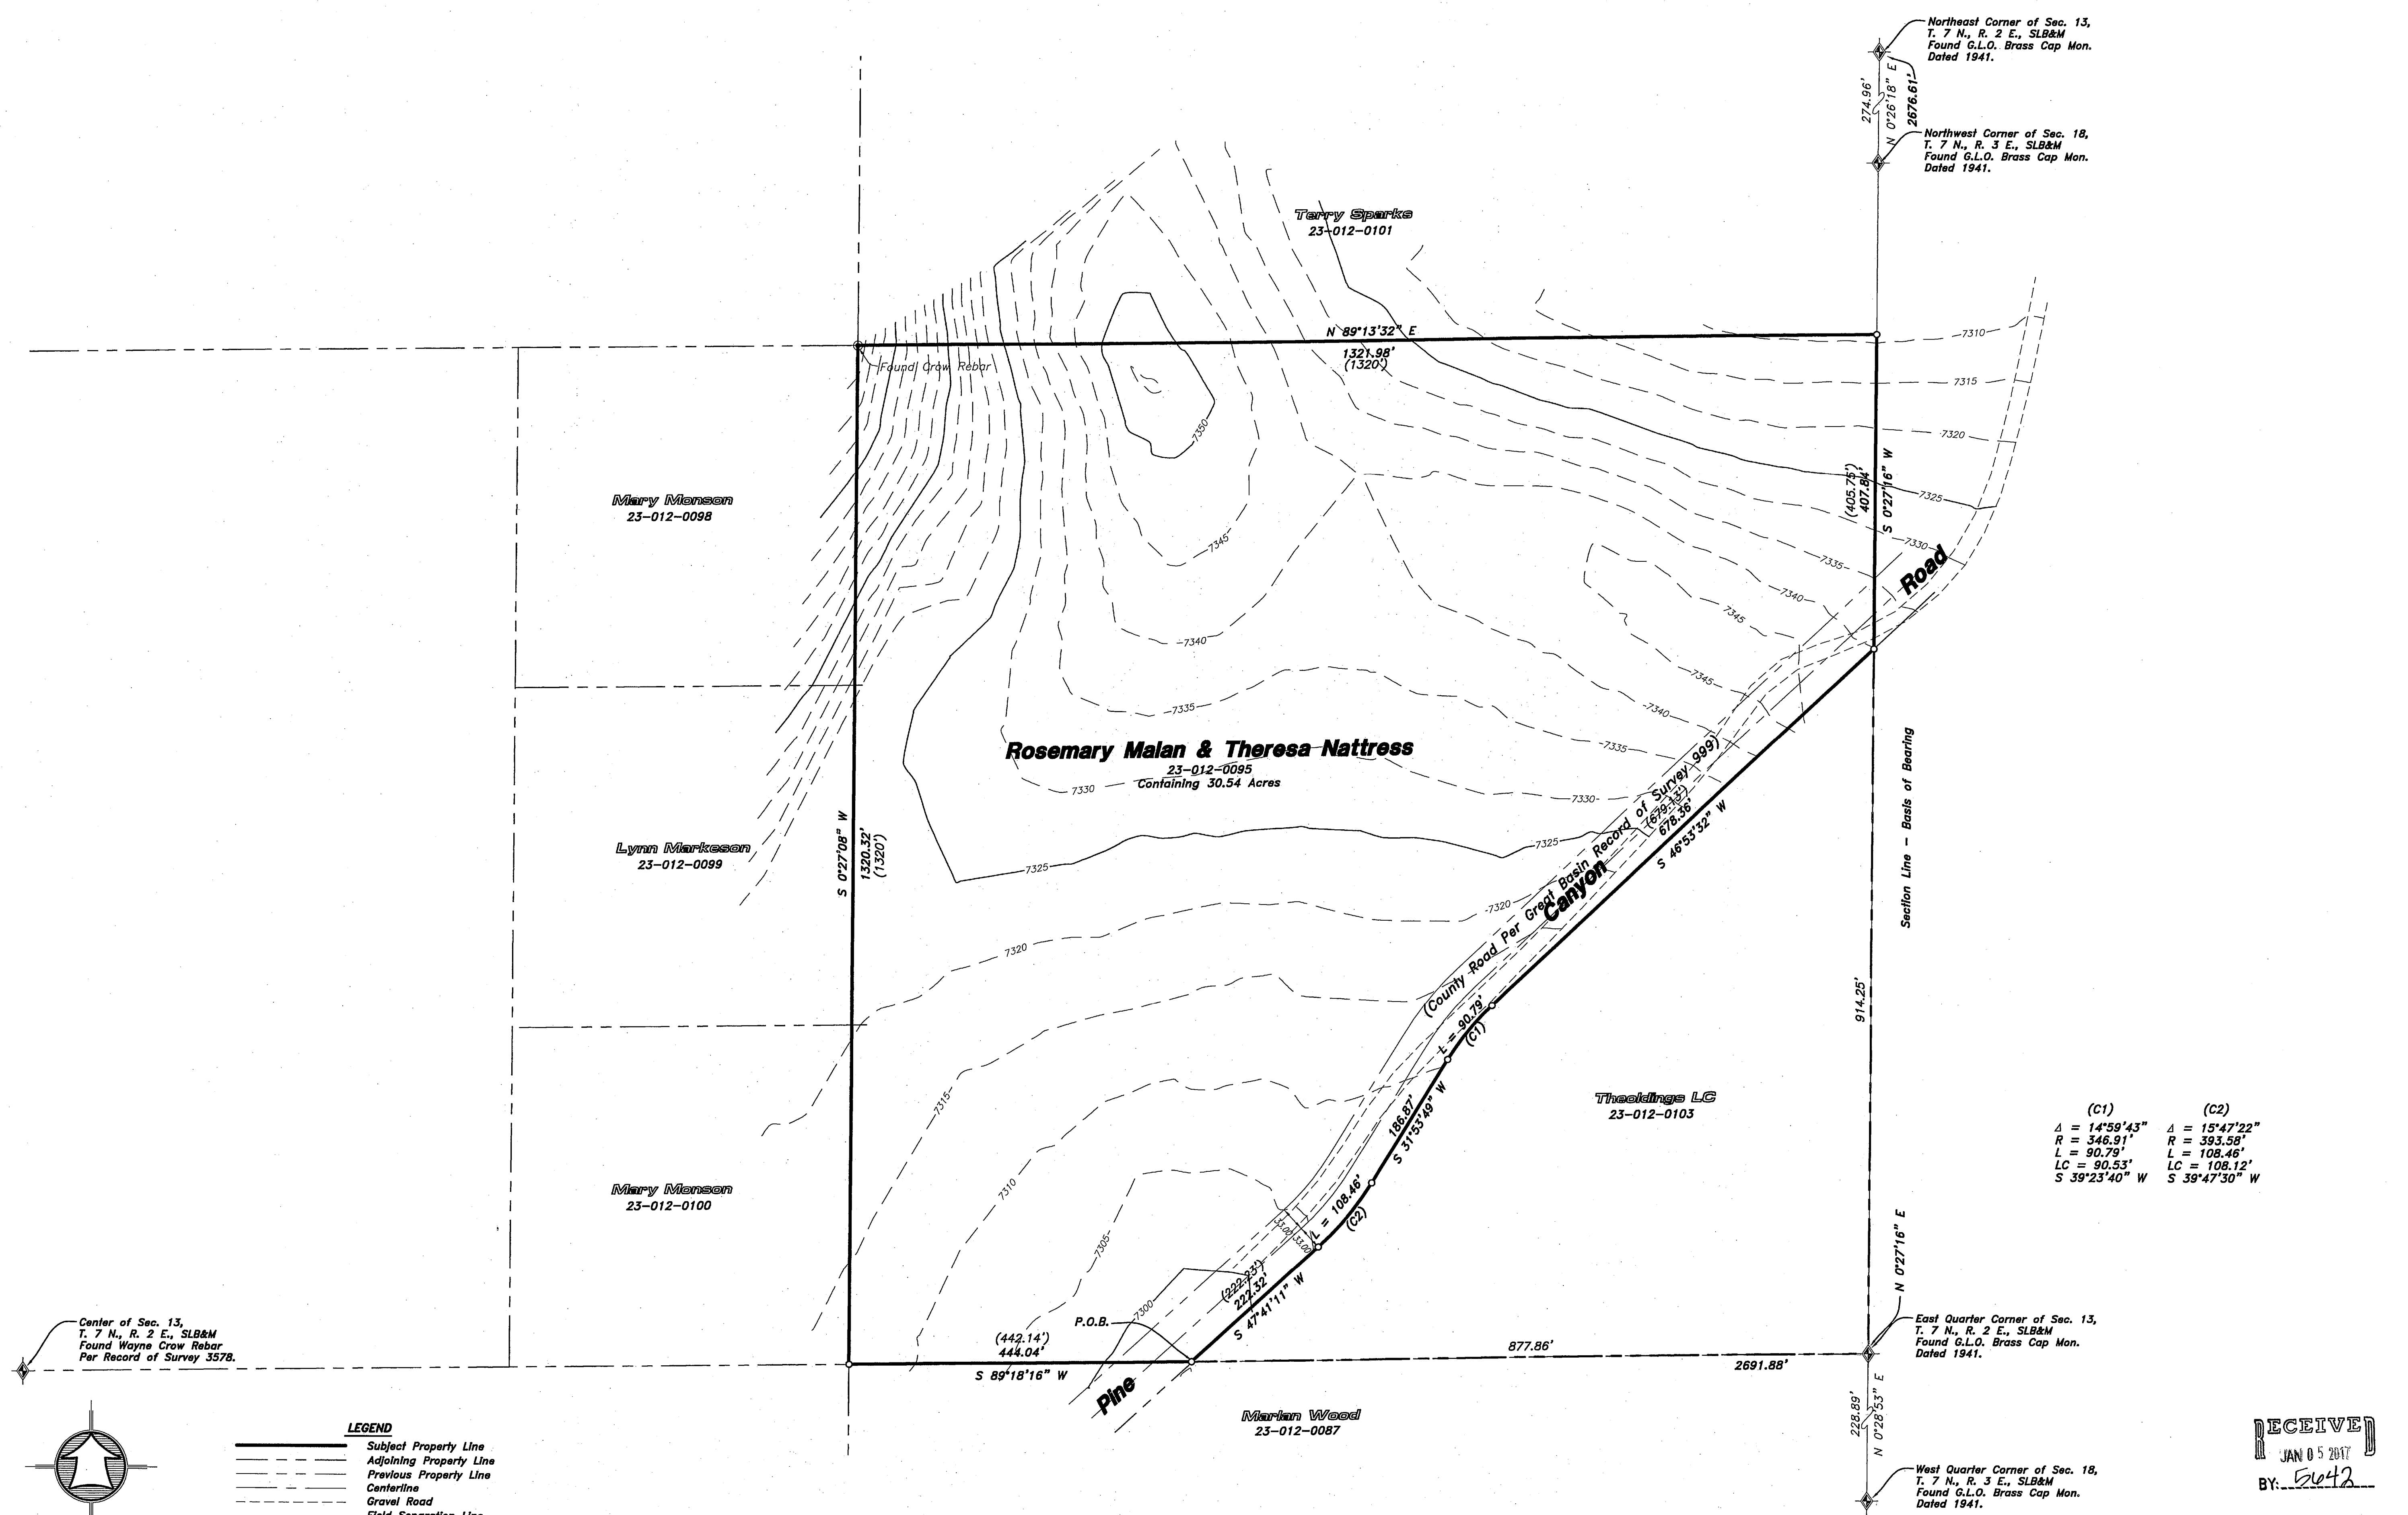 Northeast Corner of Sec. 13,
T. 7 N., R. 2 E., SLB&M
Found G.L.O. Brass Cap Mon.
Dated 1941.
274.96'
N 0°26'18" E
2676.61'
Northwest Corner of Sec. 18,
T. 7 N., R. 3 E., SLB&M
Found G.L.O. Brass Cap Mon.
Dated 1941.
Terry Sparks
23-012-0101
N 89°13'32" E
1321.98'
(1320')
Found Crow Rebar
7310
7315
7320
7325
7330
7335
7340
7345
7350
7345
7340
7335
7330
7325
7320
7315
7310
7305
7300
7345
7340
7335
7330
7325
7320
(405.75')
407.84'
S 0°27'16" W
Road
Mary Monson
23-012-0098
Rosemary Malan & Theresa Nattress
23-012-0095
Containing 30.54 Acres
Lynn Markeson
23-012-0099
S 0°27'08" W
1320.32'
(1320')
(County Road Per Great Basin Record of Survey 999)
Canyon
(679.13')
678.36'
S 46°53'32" W
Section Line - Basis of Bearing
914.25'
L = 90.79'
(C1)
186.87'
S 31°53'49" W
L = 108.46'
(C2)
33.00
33.00
(222.23')
222.32'
S 47°41'11" W
Theoldings LC
23-012-0103
Mary Monson
23-012-0100
(C1)
Δ = 14°59'43"
R = 346.91'
L = 90.79'
LC = 90.53'
S 39°23'40" W
(C2)
Δ = 15°47'22"
R = 393.58'
L = 108.46'
LC = 108.12'
S 39°47'30" W
N 0°27'16" E
East Quarter Corner of Sec. 13,
T. 7 N., R. 2 E., SLB&M
Found G.L.O. Brass Cap Mon.
Dated 1941.
Center of Sec. 13,
T. 7 N., R. 2 E., SLB&M
Found Wayne Crow Rebar
Per Record of Survey 3578.
P.O.B.
(442.14')
444.04'
S 89°18'16" W
877.86'
2691.88'
Pine
Marian Wood
23-012-0087
228.89'
N 0°28'53" E
West Quarter Corner of Sec. 18,
T. 7 N., R. 3 E., SLB&M
Found G.L.O. Brass Cap Mon.
Dated 1941.
LEGEND
Subject Property Line
Adjoining Property Line
Previous Property Line
Centerline
Gravel Road
Field Separation Line
RECEIVED
JAN 05 2017
BY: 5642